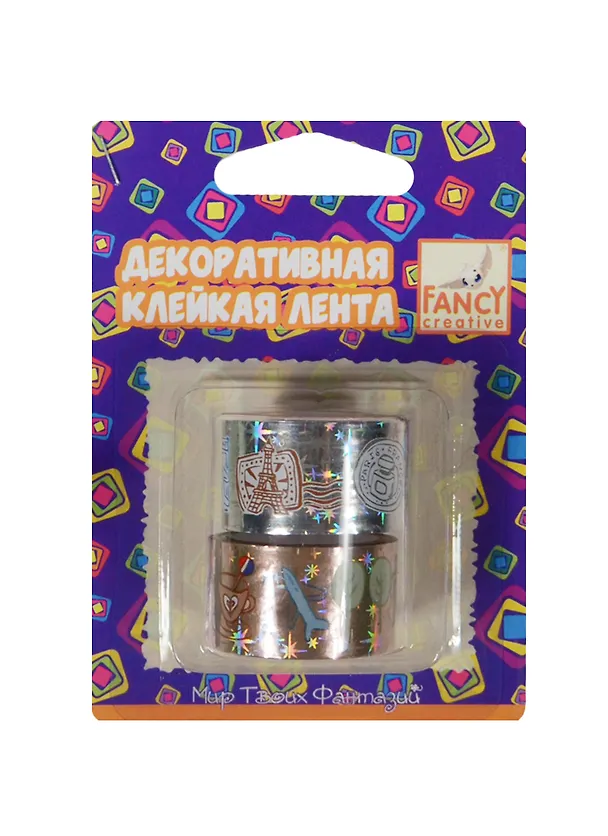 ДЕКОРАТИВНАЯ
КЛЕЙКАЯ ЛЕНТА
FANCY
creative
Мир Твоих Фантазий